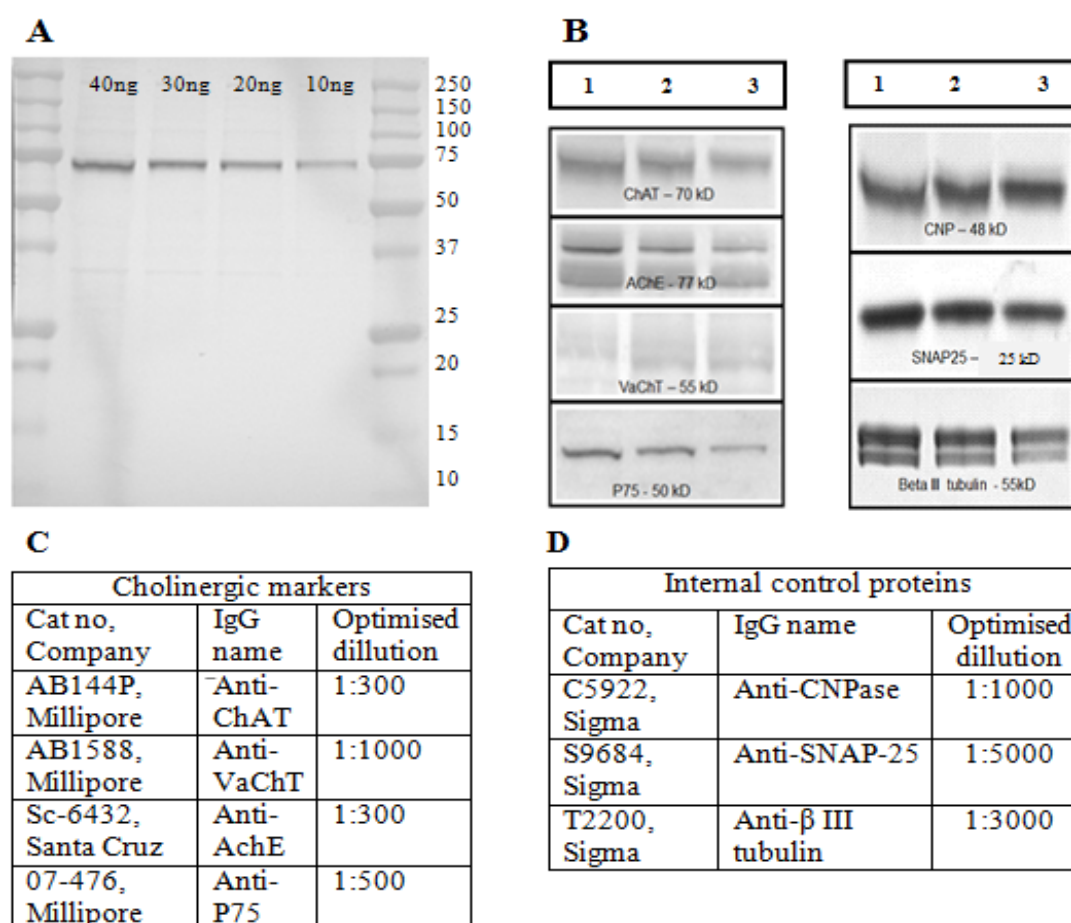 A
40ng 30ng 20ng 10ng
250
150
100
75
50
37
25
20
15
10
B
1 2 3
ChAT – 70 kD
AChE - 77 kD
VaChT – 55 kD
P75 - 50 kD
1 2 3
CNP – 48 kD
SNAP25 – 25 kD
Beta III tubulin - 55kD
C
Cholinergic markers
Cat no, IgG Optimised
Company name dillution
AB144P, Anti- 1:300
Millipore ChAT
AB1588, Anti- 1:1000
Millipore VaChT
Sc-6432, Anti- 1:300
Santa Cruz AchE
07-476, Anti- 1:500
Millipore P75
D
Internal control proteins
Cat no, IgG name Optimised
Company dillution
C5922, Anti-CNPase 1:1000
Sigma
S9684, Anti-SNAP-25 1:5000
Sigma
T2200, Anti-β III 1:3000
Sigma tubulin